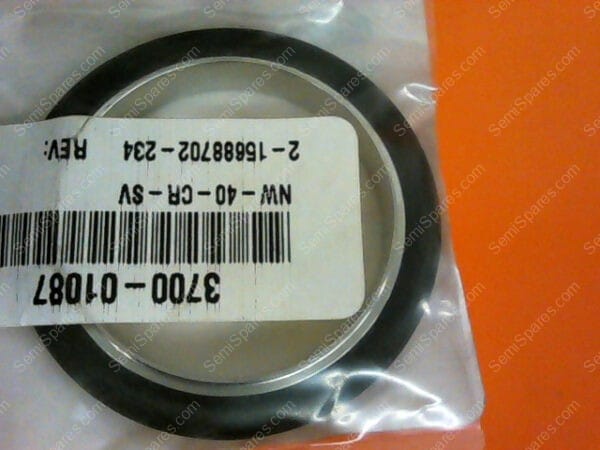 3700-01087
NW-40-CR-SV
2-15688702-234 REV:
SemiSpares.com